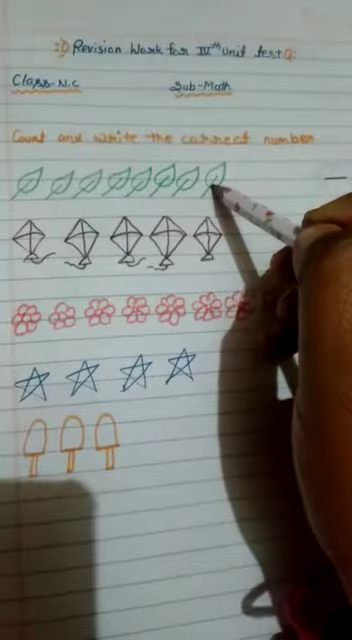 :) Revision Work for IVth Unit test (:
Class-N.C Sub-Math
Count and write the correct number